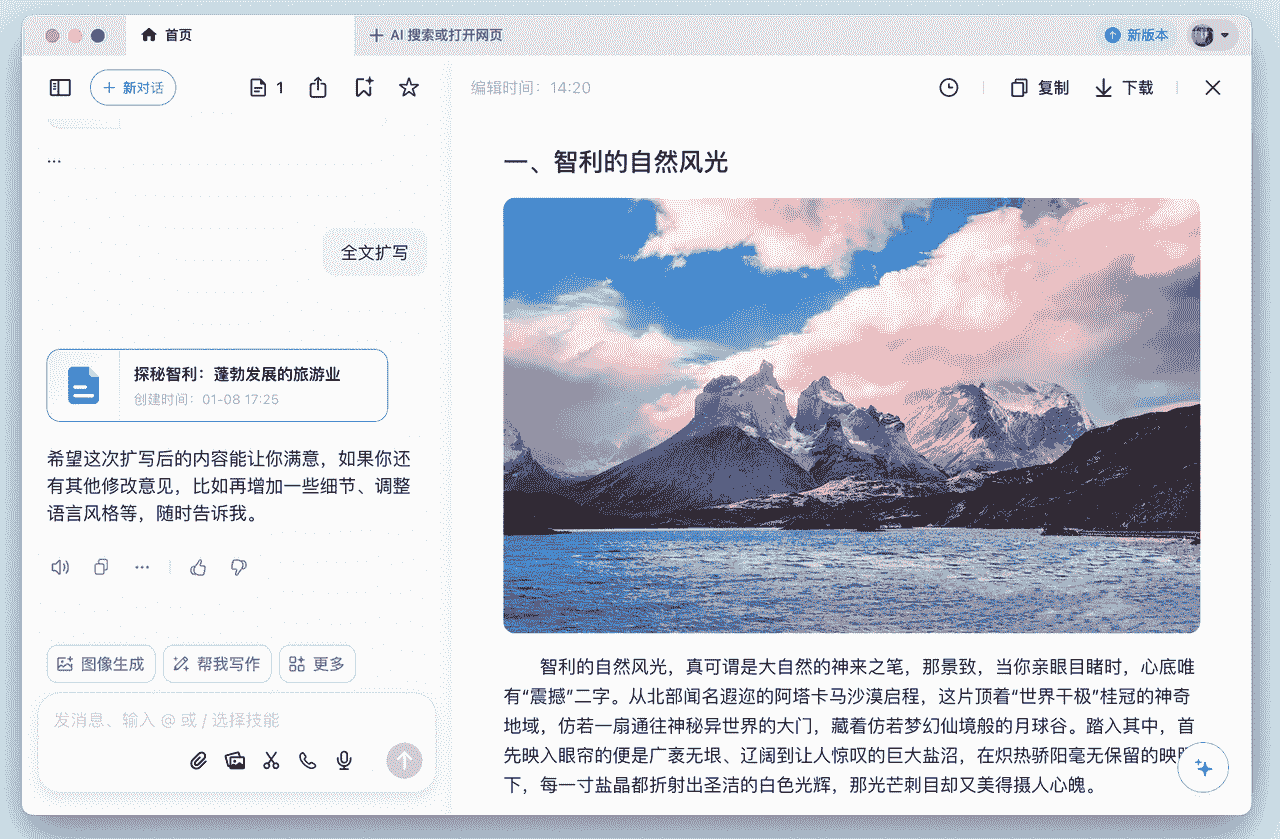 首页
AI 搜索或打开网页
新版本
新对话
1
编辑时间：14:20
复制
下载
...
全文扩写
探秘智利：蓬勃发展的旅游业
创建时间：01-08 17:25
希望这次扩写后的内容能让你满意，如果你还
有其他修改意见，比如再增加一些细节、调整
语言风格等，随时告诉我。
图像生成
帮我写作
更多
发消息、输入 @ 或 / 选择技能
一、智利的自然风光
智利的自然风光，真可谓是大自然的神来之笔，那景致，当你亲眼目睹时，心底唯
有“震撼”二字。从北部闻名遐迩的阿塔卡马沙漠启程，这片顶着“世界干极”桂冠的神奇
地域，仿若一扇通往神秘异世界的大门，藏着仿若梦幻仙境般的月球谷。踏入其中，首
先映入眼帘的便是广袤无垠、辽阔到让人惊叹的巨大盐沼，在炽热骄阳毫无保留的映
下，每一寸盐晶都折射出圣洁的白色光辉，那光芒刺目却又美得摄人心魄。